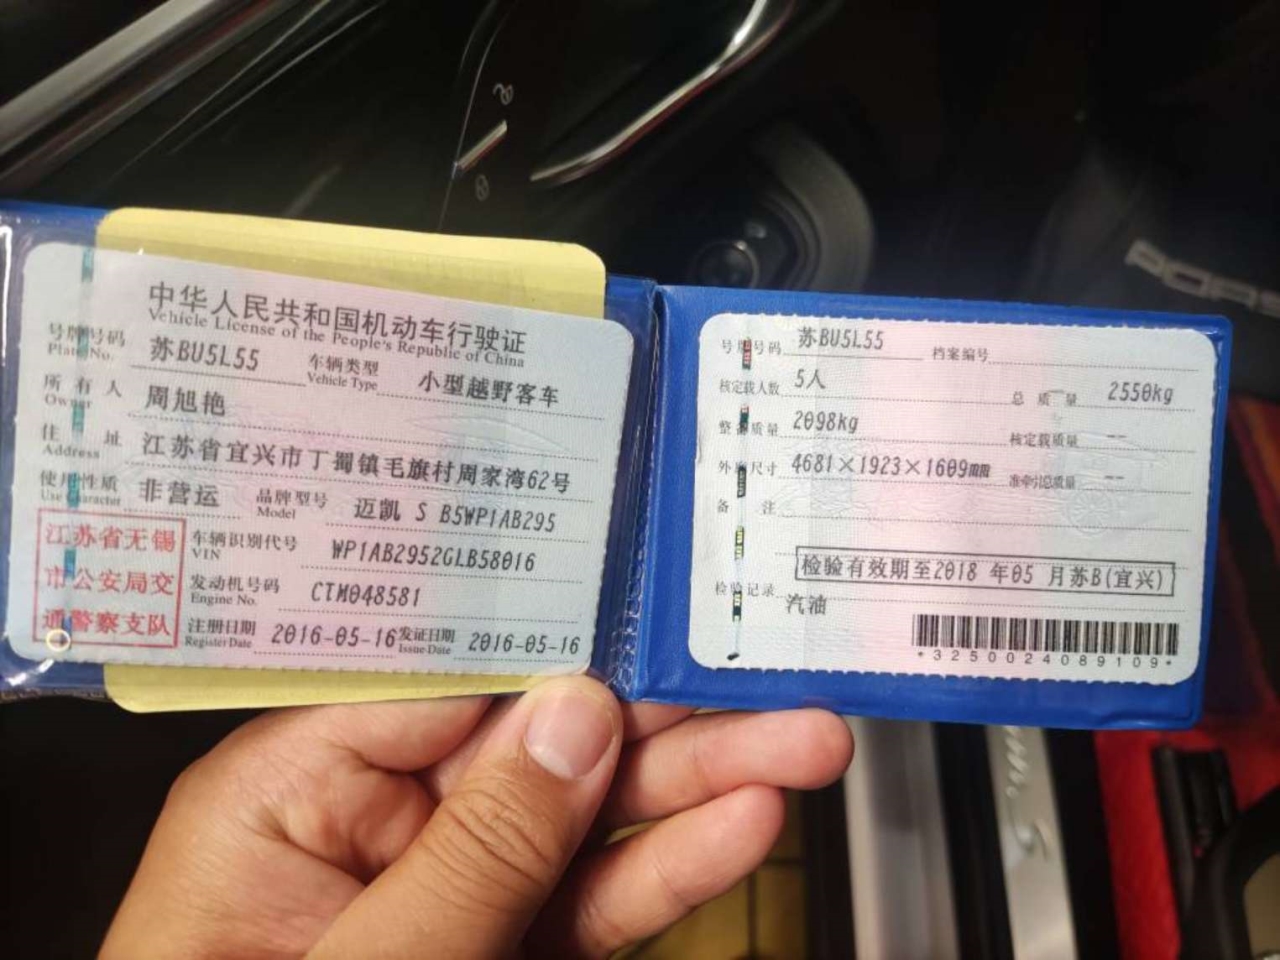 中华人民共和国机动车行驶证
Vehicle License of the People's Republic of China
号牌号码 苏BU5L55 车辆类型 小型越野客车
Plate No. Vehicle Type
所有人 周旭艳
Owner
住址 江苏省宜兴市丁蜀镇毛旗村周家湾62号
Address
使用性质 非营运 品牌型号 迈凯 S B5WP1AB295
Use Character Model
江苏省无锡
市公安局交
通警察支队
车辆识别代号 WP1AB2952GLB58016
VIN
发动机号码 CTM048581
Engine No.
注册日期 2016-05-16 发证日期 2016-05-16
Register Date Issue Date
号牌号码 苏BU5L55 档案编号
核定载人数 5人 总质量 2550kg
整备质量 2098kg 核定载质量 --
外廓尺寸 4681×1923×1609mm 准牵引总质量 --
备注
检验有效期至2018 年05 月苏B(宜兴)
检验记录
汽油
*3250024089109*